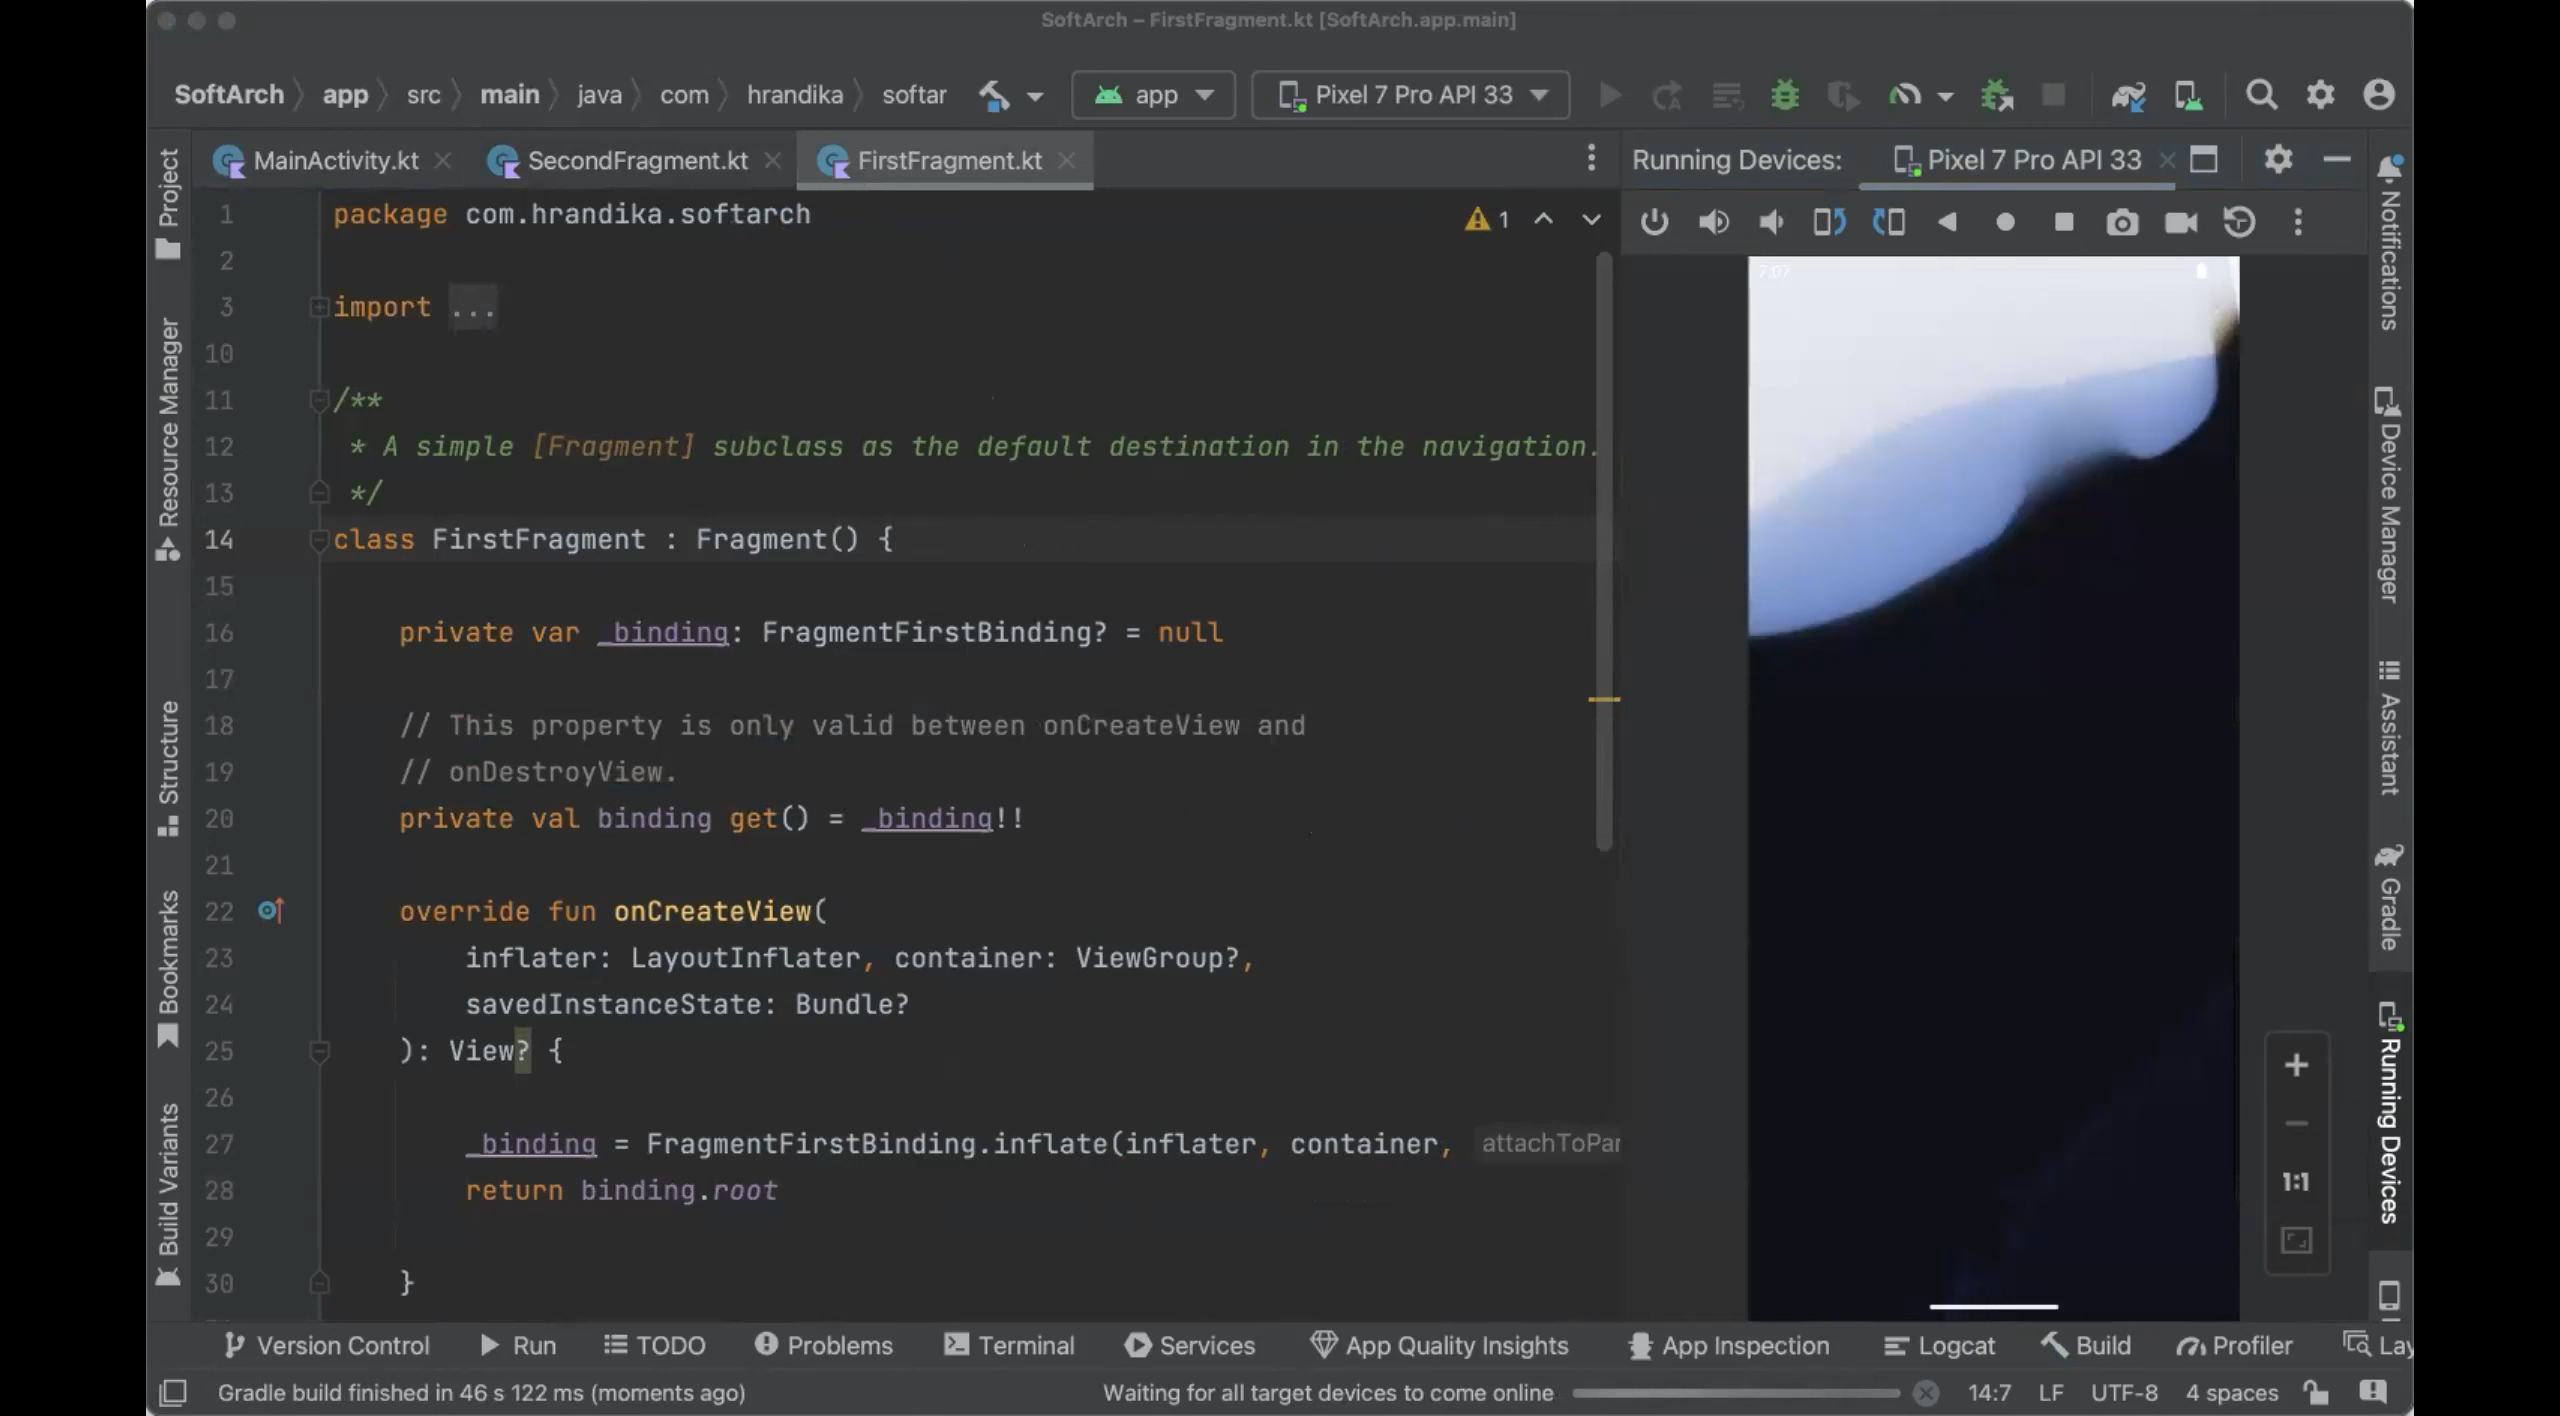 SoftArch – FirstFragment.kt [SoftArch.app.main]
SoftArch app src main java com hrandika softar app Pixel 7 Pro API 33
MainActivity.kt SecondFragment.kt FirstFragment.kt Running Devices: Pixel 7 Pro API 33
Project
Resource Manager
Structure
Bookmarks
Build Variants
1 package com.hrandika.softarch
2
3 import ...
10
11 /**
12 * A simple [Fragment] subclass as the default destination in the navigation.
13 */
14 class FirstFragment : Fragment() {
15
16 private var _binding: FragmentFirstBinding? = null
17
18 // This property is only valid between onCreateView and
19 // onDestroyView.
20 private val binding get() = _binding!!
21
22 override fun onCreateView(
23 inflater: LayoutInflater, container: ViewGroup?,
24 savedInstanceState: Bundle?
25 ): View? {
26
27 _binding = FragmentFirstBinding.inflate(inflater, container, attachToPar
28 return binding.root
29
30 }
1
7:07
1:1
Notifications
Device Manager
Assistant
Gradle
Running Devices
Version Control Run TODO Problems Terminal Services App Quality Insights App Inspection Logcat Build Profiler Lay
Gradle build finished in 46 s 122 ms (moments ago) Waiting for all target devices to come online 14:7 LF UTF-8 4 spaces